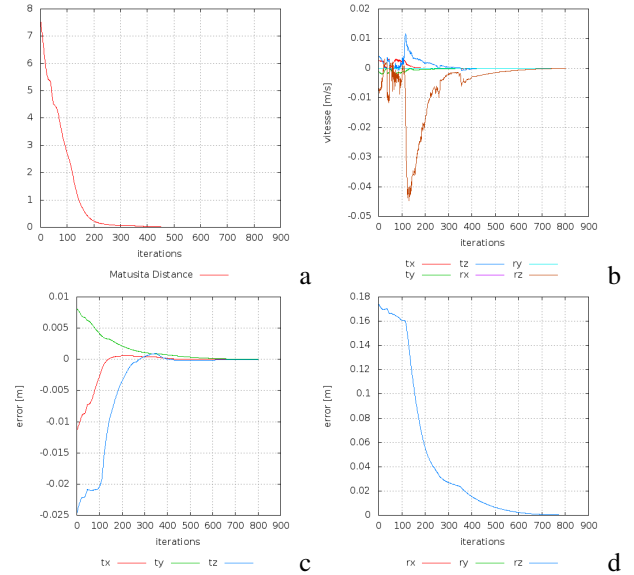 8
7
6
5
4
3
2
1
0
0 100 200 300 400 500 600 700 800 900
iterations
Matusita Distance
a
vitesse [m/s]
0.02
0.01
0
-0.01
-0.02
-0.03
-0.04
-0.05
0 100 200 300 400 500 600 700 800 900
iterations
tx tz ry
ty rx rz
b
error [m]
0.01
0.005
0
-0.005
-0.01
-0.015
-0.02
-0.025
0 100 200 300 400 500 600 700 800 900
iterations
tx ty tz
c
error [m]
0.18
0.16
0.14
0.12
0.1
0.08
0.06
0.04
0.02
0
0 100 200 300 400 500 600 700 800 900
iterations
rx ry rz
d